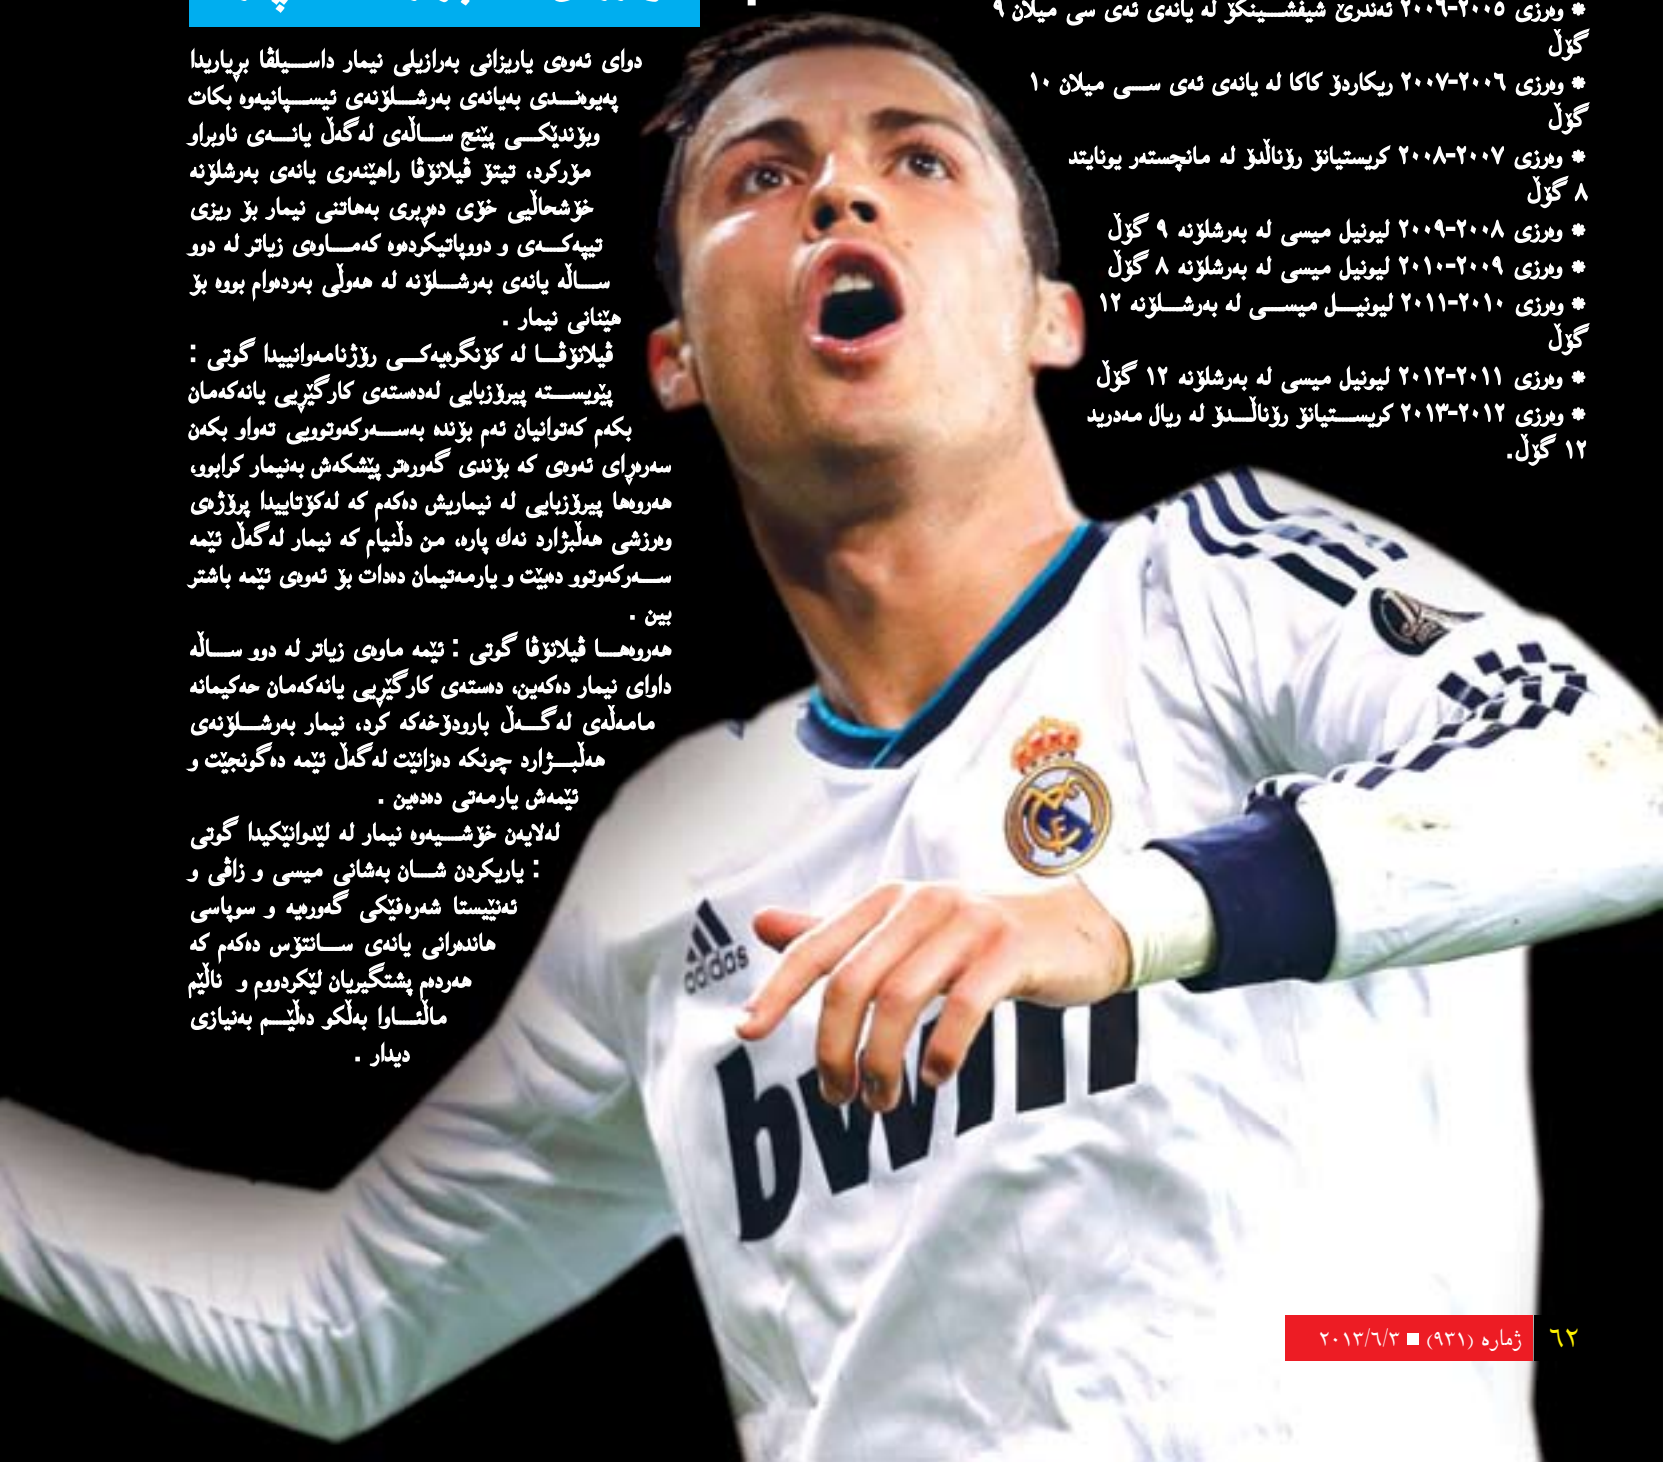 * وەرزی ٢٠٠٥-٢٠٠٦ ئەندرێ شیفشینکۆ لە یانەی ئەی سی میلان ٩
گۆڵ
* وەرزی ٢٠٠٦-٢٠٠٧ ریکاردۆ کاکا لە یانەی ئەی سی میلان ١٠
گۆڵ
* وەرزی ٢٠٠٧-٢٠٠٨ کریستیانۆ رۆناڵدۆ لە مانچستەر یونایتد
٨ گۆڵ
* وەرزی ٢٠٠٨-٢٠٠٩ لیونیل میسی لە بەرشلۆنە ٩ گۆڵ
* وەرزی ٢٠٠٩-٢٠١٠ لیونیل میسی لە بەرشلۆنە ٨ گۆڵ
* وەرزی ٢٠١٠-٢٠١١ لیونیل میسی لە بەرشلۆنە ١٢
گۆڵ
* وەرزی ٢٠١١-٢٠١٢ لیونیل میسی لە بەرشلۆنە ١٢ گۆڵ
* وەرزی ٢٠١٢-٢٠١٣ کریستیانۆ رۆناڵدۆ لە ریال مەدرید
١٢ گۆڵ.
دوای ئەوەی یاریزانی بەرازیلی نیمار داسیلڤا بڕیاریدا
پەیوەندی بەیانەی بەرشلۆنەی ئیسپانیەوە بکات
وبۆندێکی پێنج ساڵەی لەگەڵ یانەی ناوبراو
مۆرکرد، تیتۆ ڤیلانۆڤا راهێنەری یانەی بەرشلۆنە
خۆشحاڵیی خۆی دەڕبری بەهاتنی نیمار بۆ ریزی
تیپەکەی و دووپاتیکردەوە کەماوەی زیاتر لە دوو
ساڵە یانەی بەرشلۆنە لە هەوڵی بەردەوام بووە بۆ
هێنانی نیمار .
ڤیلانۆڤا لە کۆنگرەیەکی رۆژنامەوانییدا گوتی :
پێویستە پیرۆزبایی لەدەستەی کارگێڕیی یانەکەمان
بکەم کەتوانیان ئەم بۆندە بەسەرکەوتوویی تەواو بکەن
سەرەڕای ئەوەی کە بۆندی گەورەتر پێشکەش بەنیمار کرابوو،
هەروەها پیرۆزبایی لە نیماریش دەکەم کە لەکۆتاییدا پرۆژەی
وەرزشی هەڵبژارد نەك پارە، من دڵنیام کە نیمار لەگەڵ ئێمە
سەرکەوتوو دەبێت و یارمەتیمان دەدات بۆ ئەوەی ئێمە باشتر
بین .
هەروەها ڤیلانۆڤا گوتی : ئێمە ماوەی زیاتر لە دوو ساڵە
داوای نیمار دەکەین، دەستەی کارگێڕیی یانەکەمان حەکیمانە
مامەڵەی لەگەڵ بارودۆخەکە کرد، نیمار بەرشلۆنەی
هەڵبژارد چونکە دەزانێت لەگەڵ ئێمە دەگونجێت و
ئێمەش یارمەتی دەدەین .
لەلایەن خۆشیەوە نیمار لە لێدوانێکیدا گوتی
: یاریکردن شان بەشانی میسی و زاڤی و
ئەنێیستا شەرەفێکی گەورەیە و سوپاسی
هاندەرانی یانەی سانتۆس دەکەم کە
هەردەم پشتگیریان لێکردووم و ناڵێم
ماڵئاوا بەڵکو دەڵێم بەنیازی
دیدار .
adidas
bwin
ژمارە (٩٣١) ■ ٢٠١٣/٦/٣
٦٢